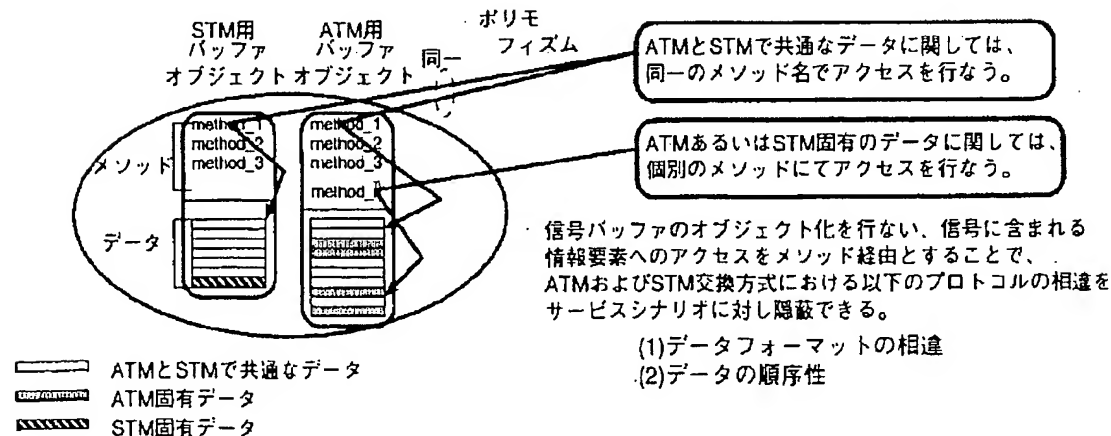 STM用
バッファ
オブジェクト
ATM用
バッファ
オブジェクト
同一
ポリモ
フィズム
ATMとSTMで共通なデータに関しては、
同一のメソッド名でアクセスを行なう。
method_1
method_2
method_3
method_1
method_2
method_3
メソッド
ATMあるいはSTM固有のデータに関しては、
個別のメソッドにてアクセスを行なう。
データ
信号バッファのオブジェクト化を行ない、信号に含まれる
情報要素へのアクセスをメソッド経由とすることで、
ATMおよびSTM交換方式における以下のプロトコルの相違を
サービスシナリオに対し隠蔽できる。
(1)データフォーマットの相違
(2)データの順序性
ATMとSTMで共通なデータ
ATM固有データ
STM固有データ